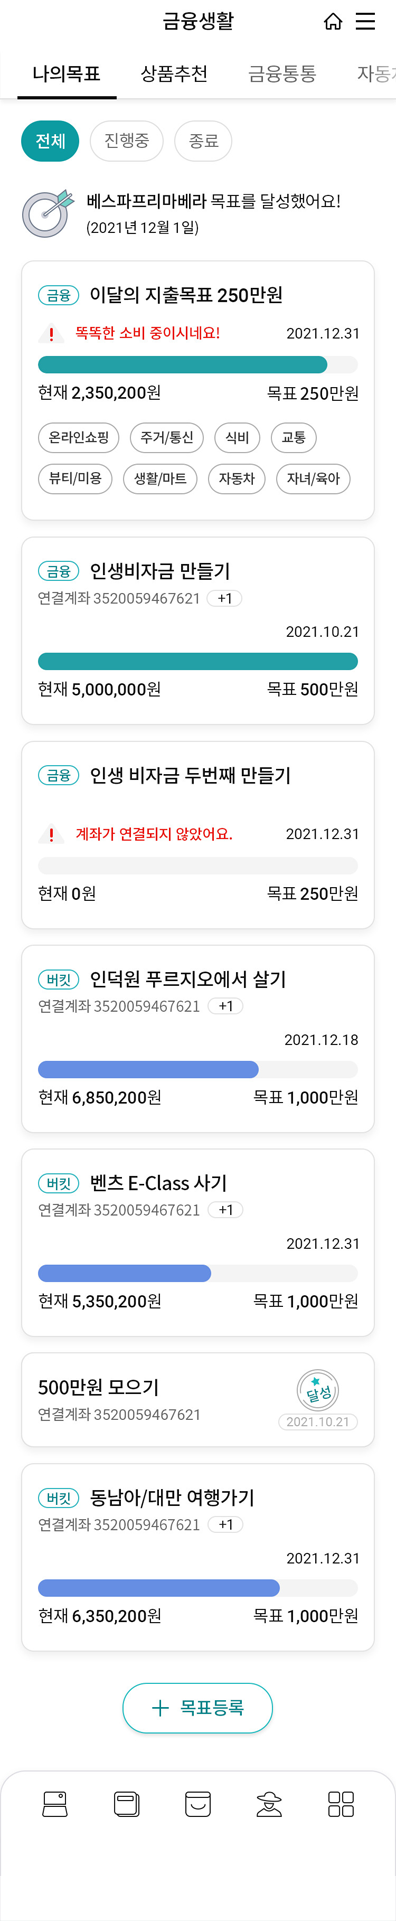 금융생활
나의목표 상품추천 금융통통 자동차
전체 진행중 종료
베스파프리마베라 목표를 달성했어요!
(2021년 12월 1일)
금융 이달의 지출목표 250만원
똑똑한 소비 중이시네요! 2021.12.31
현재 2,350,200원 목표 250만원
온라인쇼핑 주거/통신 식비 교통
뷰티/미용 생활/마트 자동차 자녀/육아
금융 인생비자금 만들기
연결계좌 3520059467621 +1
2021.10.21
현재 5,000,000원 목표 500만원
금융 인생 비자금 두번째 만들기
계좌가 연결되지 않았어요. 2021.12.31
현재 0원 목표 250만원
버킷 인덕원 푸르지오에서 살기
연결계좌 3520059467621 +1
2021.12.18
현재 6,850,200원 목표 1,000만원
버킷 벤츠 E-Class 사기
연결계좌 3520059467621 +1
2021.12.31
현재 5,350,200원 목표 1,000만원
500만원 모으기 달성
연결계좌 3520059467621 2021.10.21
버킷 동남아/대만 여행가기
연결계좌 3520059467621 +1
2021.12.31
현재 6,350,200원 목표 1,000만원
+ 목표등록